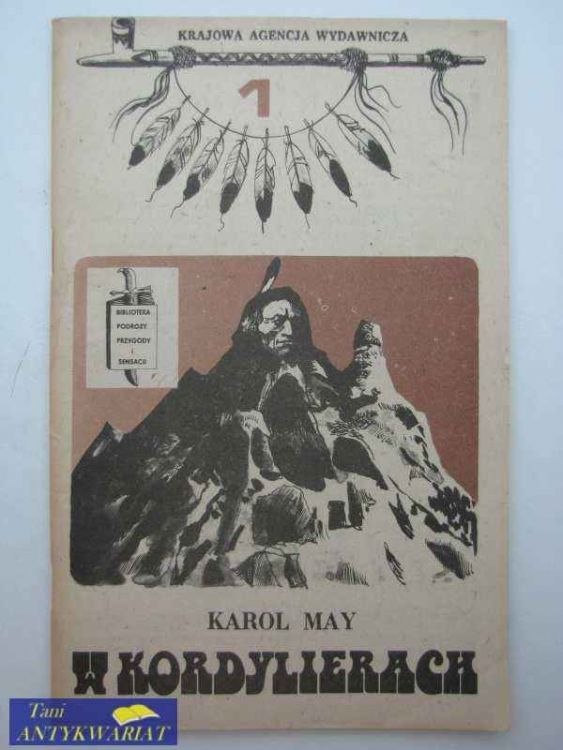 KRAJOWA AGENCJA WYDAWNICZA
1
BIBLIOTEKA
PODRÓŻY
PRZYGODY
I
SENSACJI
KAROL MAY
W KORDYLIERACH
Tani
ANTYKWARIAT